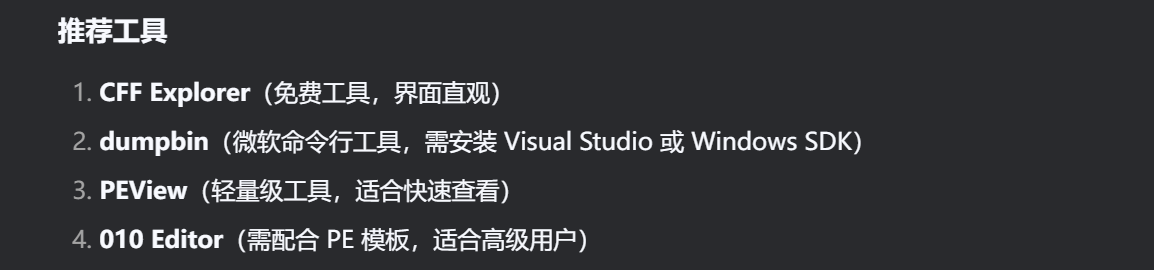 推荐工具
1. CFF Explorer（免费工具，界面直观）
2. dumpbin（微软命令行工具，需安装 Visual Studio 或 Windows SDK）
3. PEView（轻量级工具，适合快速查看）
4. 010 Editor（需配合 PE 模板，适合高级用户）